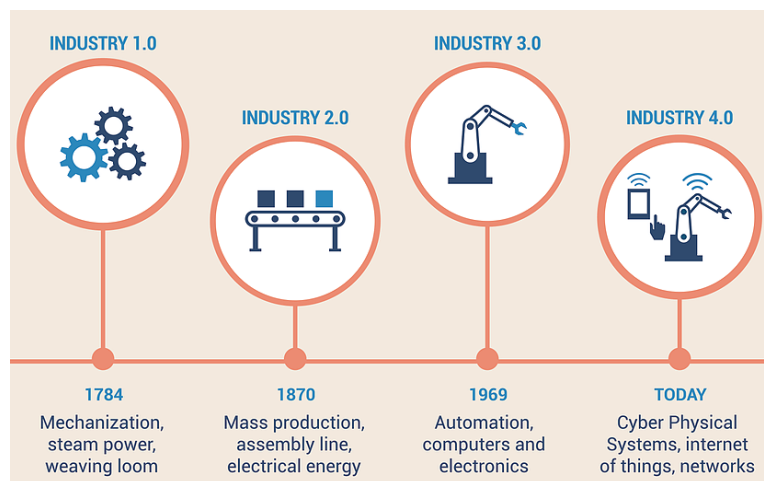 INDUSTRY 1.0
INDUSTRY 2.0
INDUSTRY 3.0
INDUSTRY 4.0
1784
Mechanization,
steam power,
weaving loom
1870
Mass production,
assembly line,
electrical energy
1969
Automation,
computers and
electronics
TODAY
Cyber Physical
Systems, internet
of things, networks